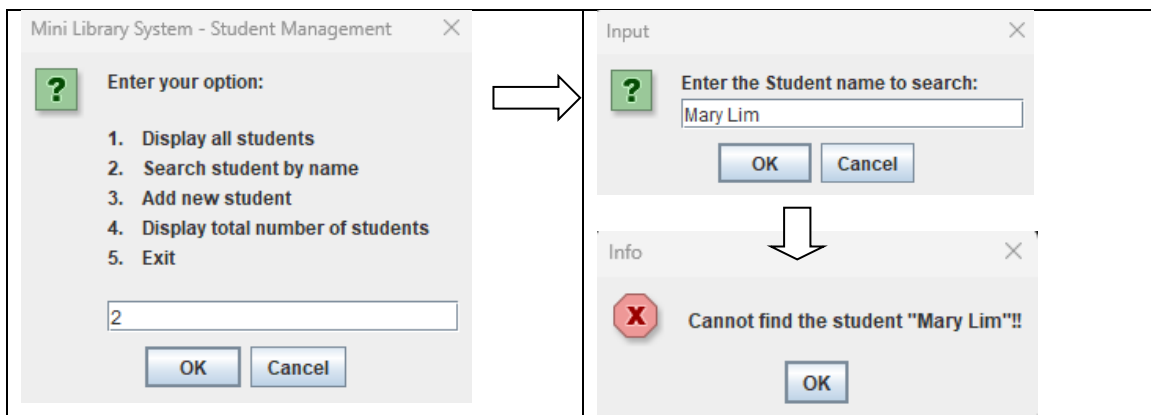 Mini Library System - Student Management
Enter your option:
1. Display all students
2. Search student by name
3. Add new student
4. Display total number of students
5. Exit
2
OK Cancel
Input
Enter the Student name to search:
Mary Lim
OK Cancel
Info
Cannot find the student "Mary Lim"!!
OK